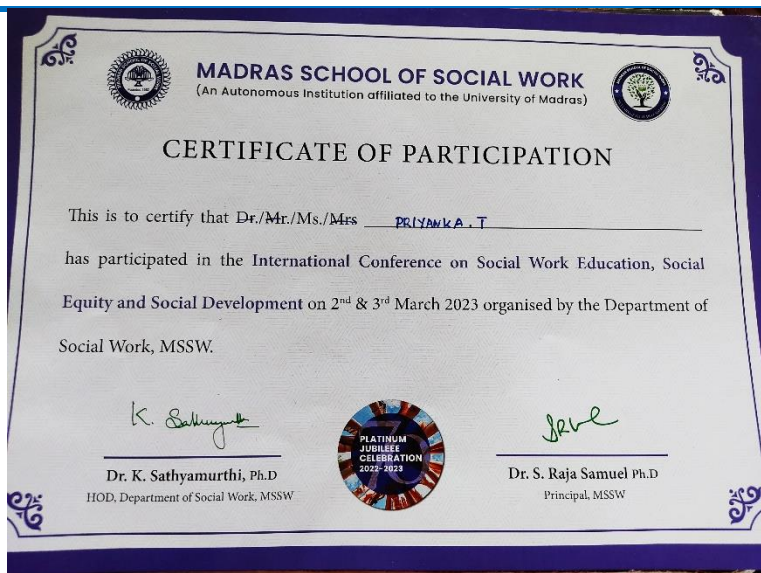 MADRAS SCHOOL OF SOCIAL WORK
(An Autonomous Institution affiliated to the University of Madras)
CERTIFICATE OF PARTICIPATION
This is to certify that Dr./Mr./Ms./Mrs PRIYANKA.T
has participated in the International Conference on Social Work Education, Social
Equity and Social Development on 2nd & 3rd March 2023 organised by the Department of
Social Work, MSSW.
K. Sathyamurthi
PLATINUM
JUBILEEE
CELEBRATION
2022-2023
Dr. K. Sathyamurthi, Ph.D
HOD, Department of Social Work, MSSW
Dr. S. Raja Samuel Ph.D
Principal, MSSW